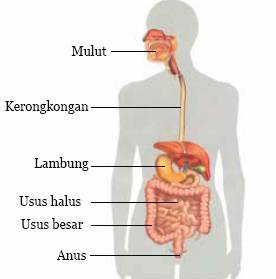 Mulut
Kerongkongan
Lambung
Usus halus
Usus besar
Anus